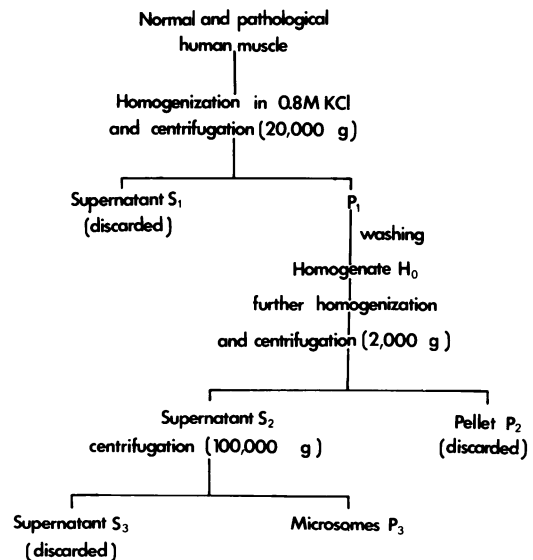 Normal and pathological
human muscle
Homogenization in 0.8M KCl
and centrifugation (20,000 g)
Supernatant S₁
(discarded)
P₁
washing
Homogenate H₀
further homogenization
and centrifugation (2,000 g)
Supernatant S₂
centrifugation (100,000 g)
Pellet P₂
(discarded)
Supernatant S₃
(discarded)
Microsomes P₃